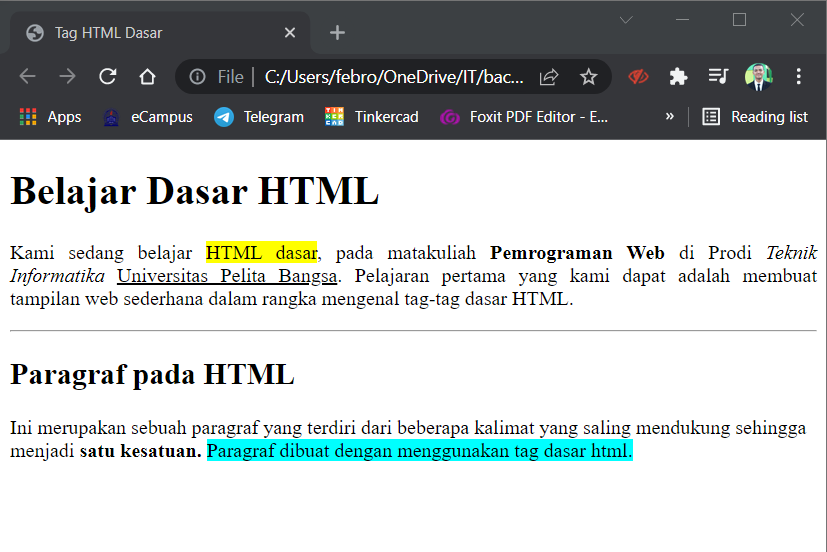 Tag HTML Dasar
File | C:/Users/febro/OneDrive/IT/bac...
Apps eCampus Telegram TIN KER CAD Tinkercad Foxit PDF Editor - E... » Reading list
Belajar Dasar HTML
Kami sedang belajar HTML dasar, pada matakuliah Pemrograman Web di Prodi Teknik
Informatika Universitas Pelita Bangsa. Pelajaran pertama yang kami dapat adalah membuat
tampilan web sederhana dalam rangka mengenal tag-tag dasar HTML.
Paragraf pada HTML
Ini merupakan sebuah paragraf yang terdiri dari beberapa kalimat yang saling mendukung sehingga
menjadi satu kesatuan. Paragraf dibuat dengan menggunakan tag dasar html.